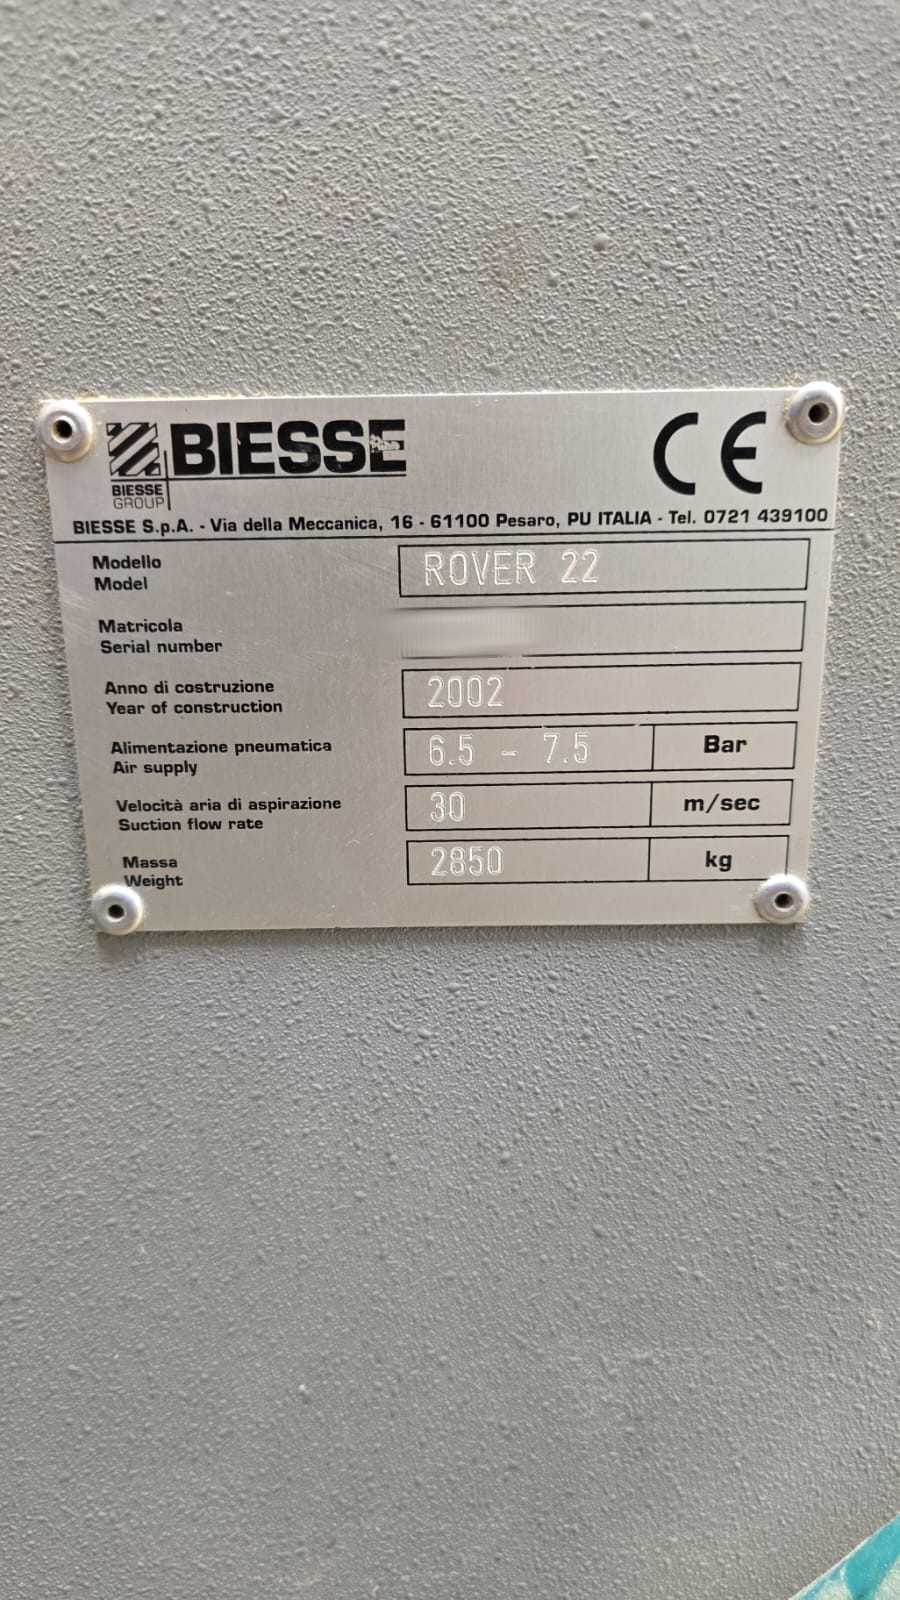 BIESSE
BIESSE
GROUP
CE
BIESSE S.p.A. - Via della Meccanica, 16 - 61100 Pesaro, PU ITALIA - Tel. 0721 439100
Modello
Model
ROVER 22
Matricola
Serial number
Anno di costruzione
Year of construction
2002
Alimentazione pneumatica
Air supply
6.5 - 7.5 Bar
Velocità aria di aspirazione
Suction flow rate
30 m/sec
Massa
Weight
2850 kg